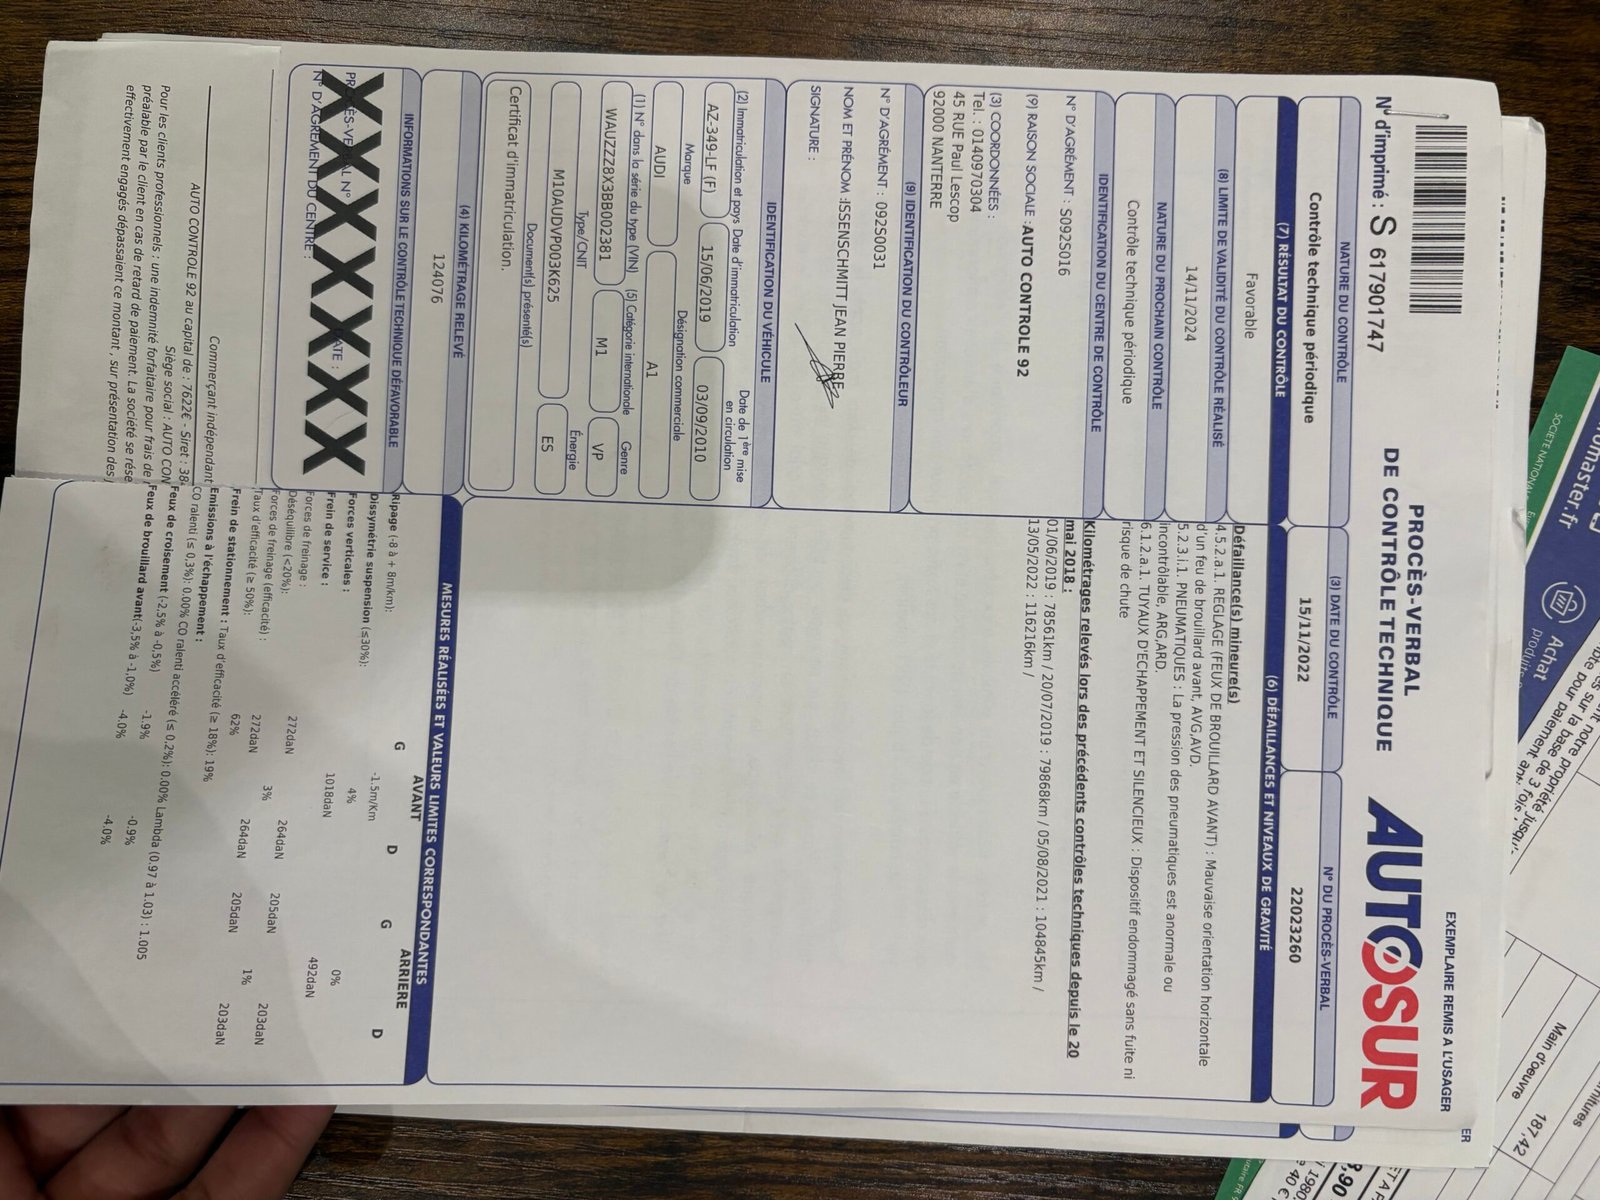 EXEMPLAIRE REMIS A L'USAGER
N° d'imprimé : S 617901747
PROCÈS-VERBAL
DE CONTRÔLE TECHNIQUE
AUTOSUR
NATURE DU CONTRÔLE
Contrôle technique périodique
(3) DATE DU CONTRÔLE
15/11/2022
N° DU PROCÈS-VERBAL
22023260
(7) RÉSULTAT DU CONTRÔLE
Favorable
(8) LIMITE DE VALIDITÉ DU CONTRÔLE RÉALISÉ
14/11/2024
NATURE DU PROCHAIN CONTRÔLE
Contrôle technique périodique
IDENTIFICATION DU CENTRE DE CONTRÔLE
N° D'AGRÉMENT : S092S016
(9) RAISON SOCIALE : AUTO CONTROLE 92
(3) COORDONNÉES :
Tel. : 0140970304
45 RUE Paul Lescop
92000 NANTERRE
(9) IDENTIFICATION DU CONTRÔLEUR
N° D'AGRÉMENT : 092S0031
NOM ET PRÉNOM :ISSENSCHMITT JEAN PIERRE
SIGNATURE :
IDENTIFICATION DU VÉHICULE
(2) Immatriculation et pays
Date d'immatriculation
Date de 1ère mise
en circulation
AZ-349-LF (F)
15/06/2019
03/09/2010
Marque
Désignation commerciale
AUDI
A1
(1) N° dans la série du type (VIN)
(5) Catégorie internationale
Genre
WAUZZZ8X3BB002381
M1
VP
Type/CNIT
Énergie
M10AUDVP003K625
E5
Document(s) présenté(s)
Certificat d'immatriculation.
(4) KILOMÉTRAGE RELEVÉ
124076
INFORMATIONS SUR LE CONTRÔLE TECHNIQUE DÉFAVORABLE
XXXXXXXX
N° D'AGRÉMENT DU CENTRE :
(6) DÉFAILLANCES ET NIVEAUX DE GRAVITÉ
Défaillance(s) mineure(s)
4.5.2.a.1. REGLAGE (FEUX DE BROUILLARD AVANT) : Mauvaise orientation horizontale
d'un feu de brouillard avant, AVG,AVD.
5.2.3.i.1. PNEUMATIQUES : La pression des pneumatiques est anormale ou
incontrôlable, ARG,ARD.
6.1.2.a.1. TUYAUX D'ECHAPPEMENT ET SILENCIEUX : Dispositif endommagé sans fuite ni
risque de chute
Kilométrages relevés lors des précédents contrôles techniques depuis le 20
mai 2018 :
01/06/2019 : 78561km / 20/07/2019 : 79868km / 05/08/2021 : 104845km /
13/05/2022 : 116216km /
MESURES RÉALISÉES ET VALEURS LIMITES CORRESPONDANTES
AVANT ARRIERE
G D G D
Ripage (-8 à + 8m/km): -1.5m/Km
Dissymétrie suspension (≤30%): 4% 0%
Forces verticales : 1018daN 492daN
Frein de service :
Forces de freinage : 272daN 264daN 205daN 203daN
Déséquilibre (<20%): 3% 1%
Forces de freinage (efficacité) : 272daN 264daN 205daN 203daN
Taux d'efficacité (≥ 50%): 62%
Frein de stationnement : Taux d'efficacité (≥ 18%): 19%
Emissions à l'échappement :
CO ralenti (≤ 0,3%): 0.00% CO ralenti accéléré (≤ 0,2%): 0.00% Lambda (0.97 à 1.03) : 1.005
Feux de croisement (-2,5% à -0,5%) -1.9% -0.9%
Feux de brouillard avant(-3,5% à -1,0%) -4.0% -4.0%
Commerçant indépendant
AUTO CONTROLE 92 au capital de : 7622€ - Siret : 38
Siège social : AUTO CON
Pour les clients professionnels : une indemnité forfaitaire pour frais de
préalable par le client en cas de retard de paiement. La société se rése
effectivement engagés dépassaient ce montant , sur présentation des
romaster.fr
Achat
SOCIETE NATIONAL
Main d'oeuvre
187,42
nitures